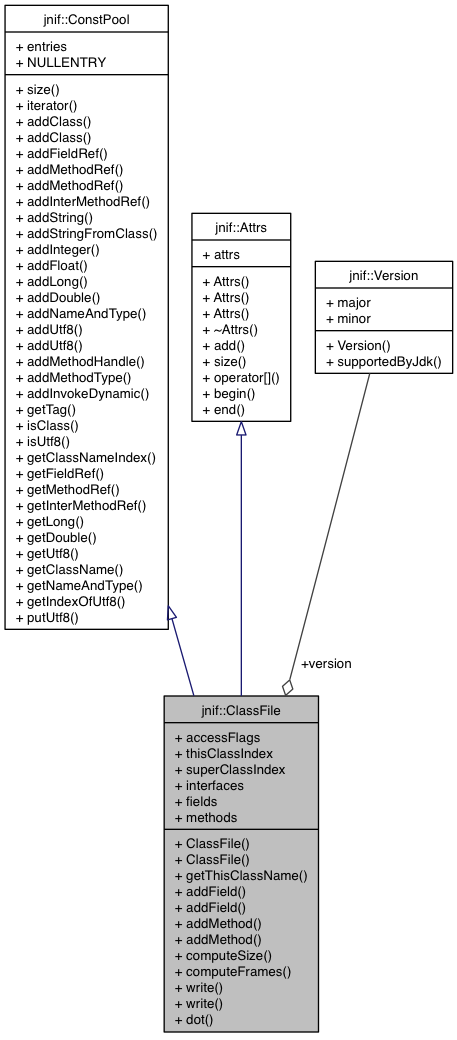 jnif::ConstPool
+ entries
+ NULLENTRY
+ size()
+ iterator()
+ addClass()
+ addClass()
+ addFieldRef()
+ addMethodRef()
+ addMethodRef()
+ addInterMethodRef()
+ addString()
+ addStringFromClass()
+ addInteger()
+ addFloat()
+ addLong()
+ addDouble()
+ addNameAndType()
+ addUtf8()
+ addUtf8()
+ addMethodHandle()
+ addMethodType()
+ addInvokeDynamic()
+ getTag()
+ isClass()
+ isUtf8()
+ getClassNameIndex()
+ getFieldRef()
+ getMethodRef()
+ getInterMethodRef()
+ getLong()
+ getDouble()
+ getUtf8()
+ getClassName()
+ getNameAndType()
+ getIndexOfUtf8()
+ putUtf8()
jnif::Attrs
+ attrs
+ Attrs()
+ Attrs()
+ Attrs()
+ ~Attrs()
+ add()
+ size()
+ operator[]()
+ begin()
+ end()
jnif::Version
+ major
+ minor
+ Version()
+ supportedByJdk()
+version
jnif::ClassFile
+ accessFlags
+ thisClassIndex
+ superClassIndex
+ interfaces
+ fields
+ methods
+ ClassFile()
+ ClassFile()
+ getThisClassName()
+ addField()
+ addField()
+ addMethod()
+ addMethod()
+ computeSize()
+ computeFrames()
+ write()
+ write()
+ dot()